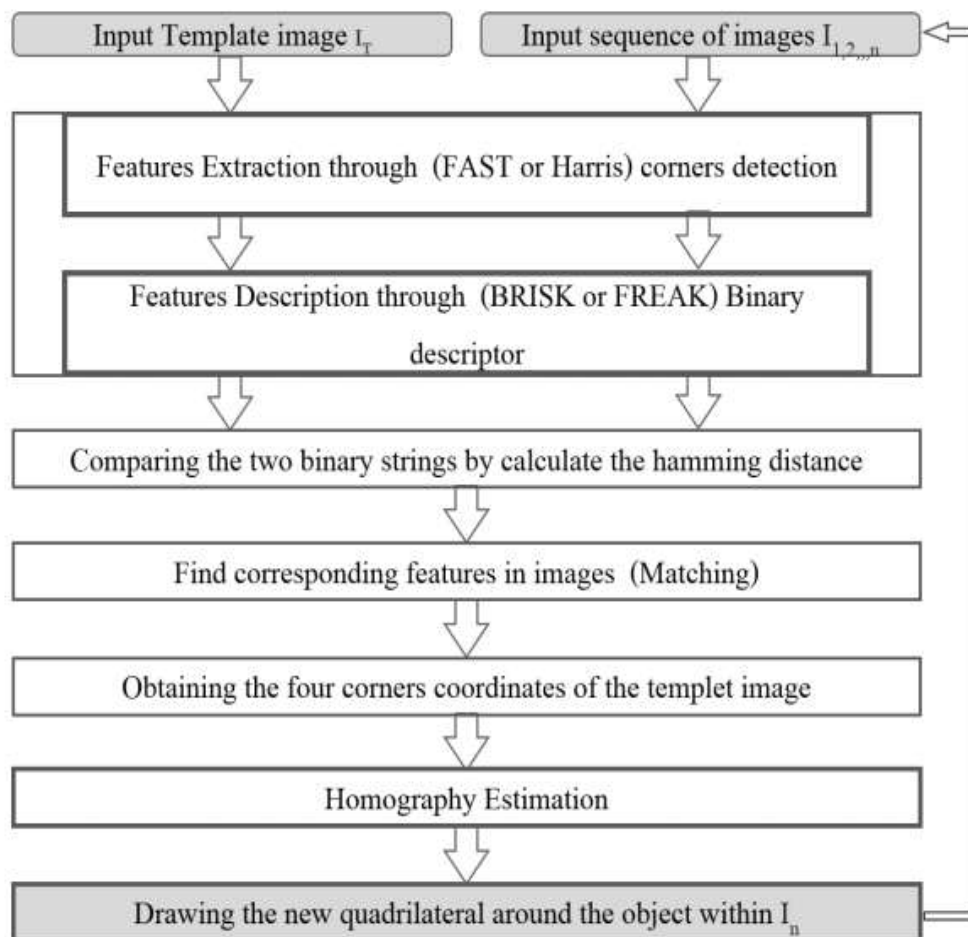 Input Template image I_T
Input sequence of images I_1,2,,,n
Features Extraction through (FAST or Harris) corners detection
Features Description through (BRISK or FREAK) Binary
descriptor
Comparing the two binary strings by calculate the hamming distance
Find corresponding features in images (Matching)
Obtaining the four corners coordinates of the templet image
Homography Estimation
Drawing the new quadrilateral around the object within I_n